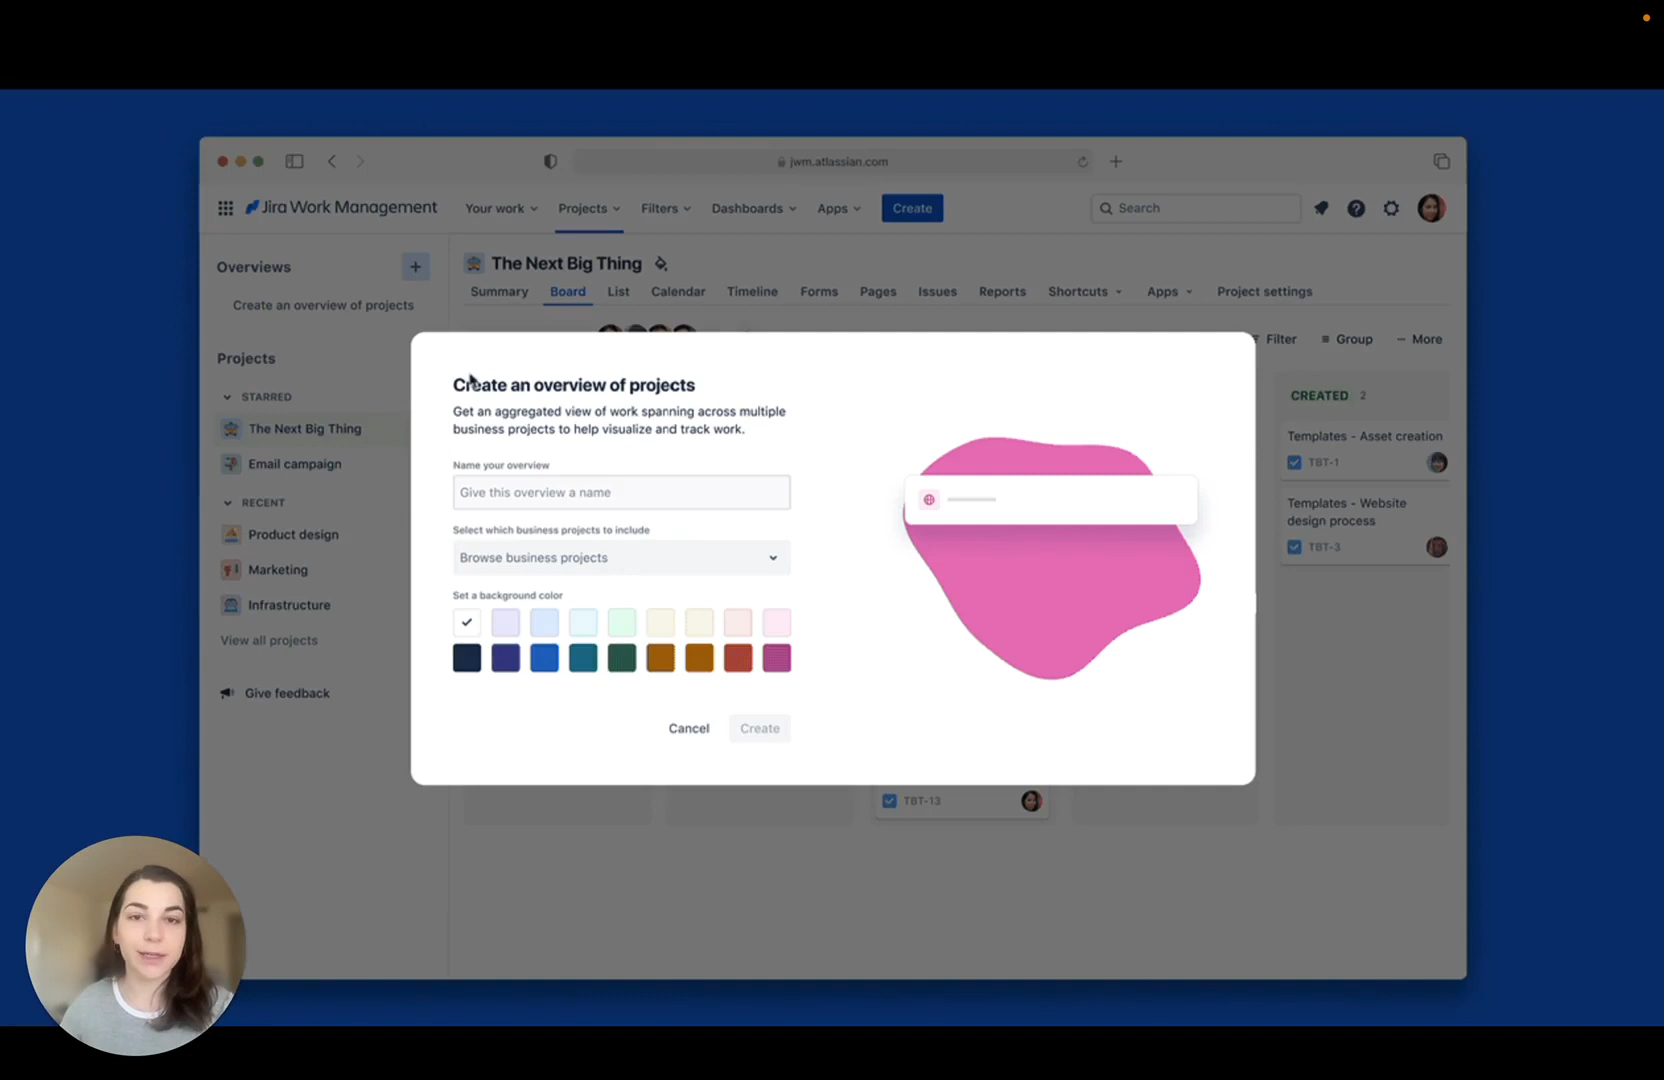 jwm.atlassian.com
Jira Work Management
Your work
Projects
Filters
Dashboards
Apps
Create
Search
Overviews
+
Create an overview of projects
Projects
STARRED
The Next Big Thing
Email campaign
RECENT
Product design
Marketing
Infrastructure
View all projects
Give feedback
The Next Big Thing
Summary
Board
List
Calendar
Timeline
Forms
Pages
Issues
Reports
Shortcuts
Apps
Project settings
Filter
Group
More
CREATED 2
Templates - Asset creation
TBT-1
Templates - Website
design process
TBT-3
TBT-13
Create an overview of projects
Get an aggregated view of work spanning across multiple
business projects to help visualize and track work.
Name your overview
Give this overview a name
Select which business projects to include
Browse business projects
Set a background color
Cancel
Create